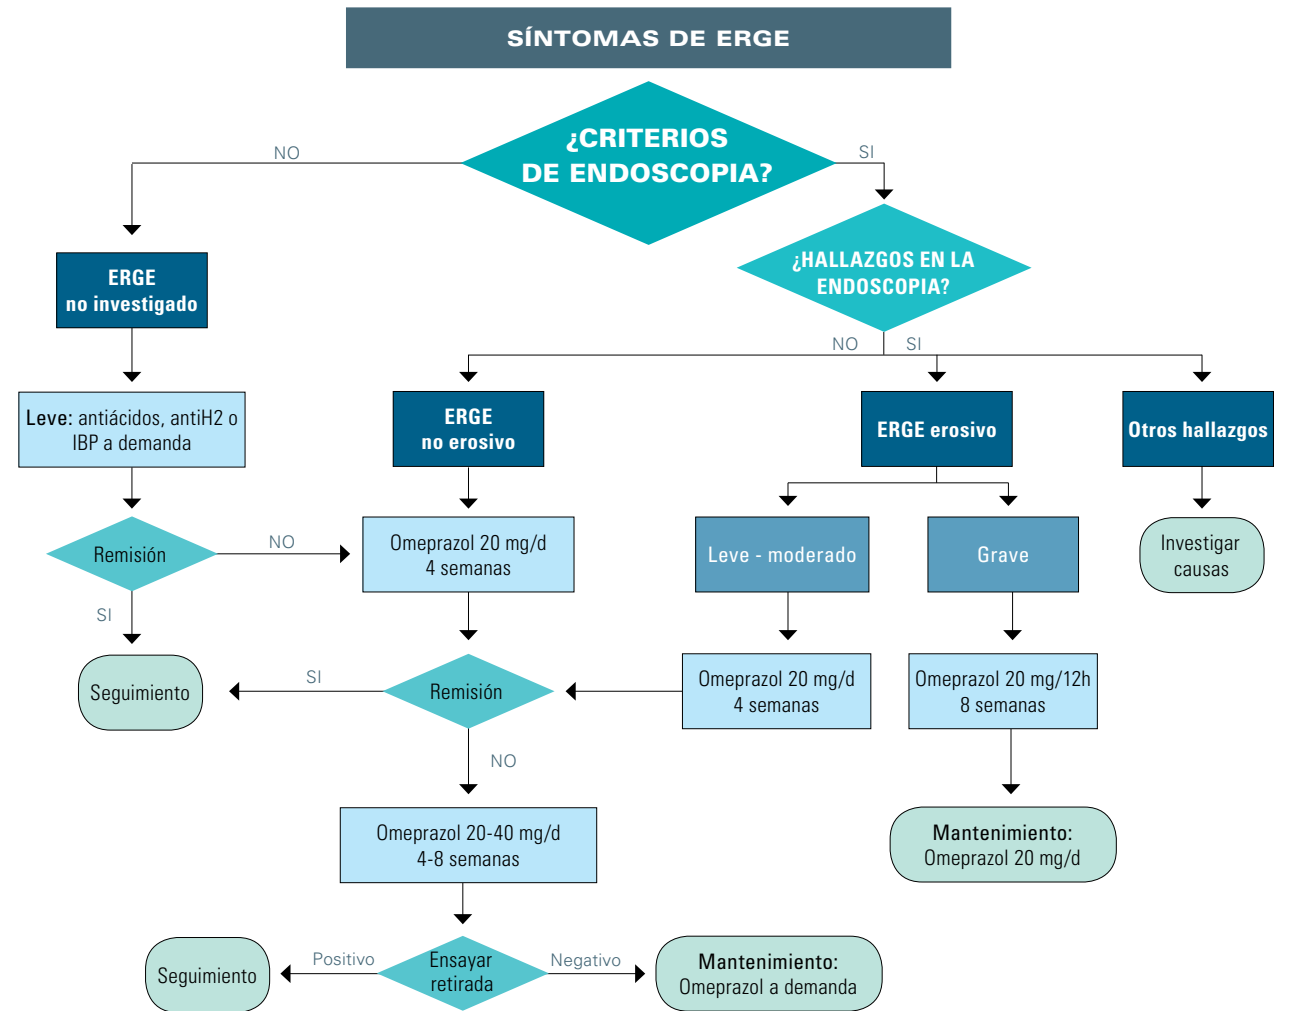 SÍNTOMAS DE ERGE
¿CRITERIOS
DE ENDOSCOPIA?
NO
SI
¿HALLAZGOS EN LA
ENDOSCOPIA?
ERGE
no investigado
NO
SI
Leve: antiácidos, antiH2 o
IBP a demanda
ERGE
no erosivo
ERGE erosivo
Otros hallazgos
Remisión
NO
SI
Omeprazol 20 mg/d
4 semanas
Leve - moderado
Grave
Investigar
causas
Seguimiento
SI
Remisión
NO
Omeprazol 20 mg/d
4 semanas
Omeprazol 20 mg/12h
8 semanas
Omeprazol 20-40 mg/d
4-8 semanas
Mantenimiento:
Omeprazol 20 mg/d
Seguimiento
Positivo
Ensayar
retirada
Negativo
Mantenimiento:
Omeprazol a demanda